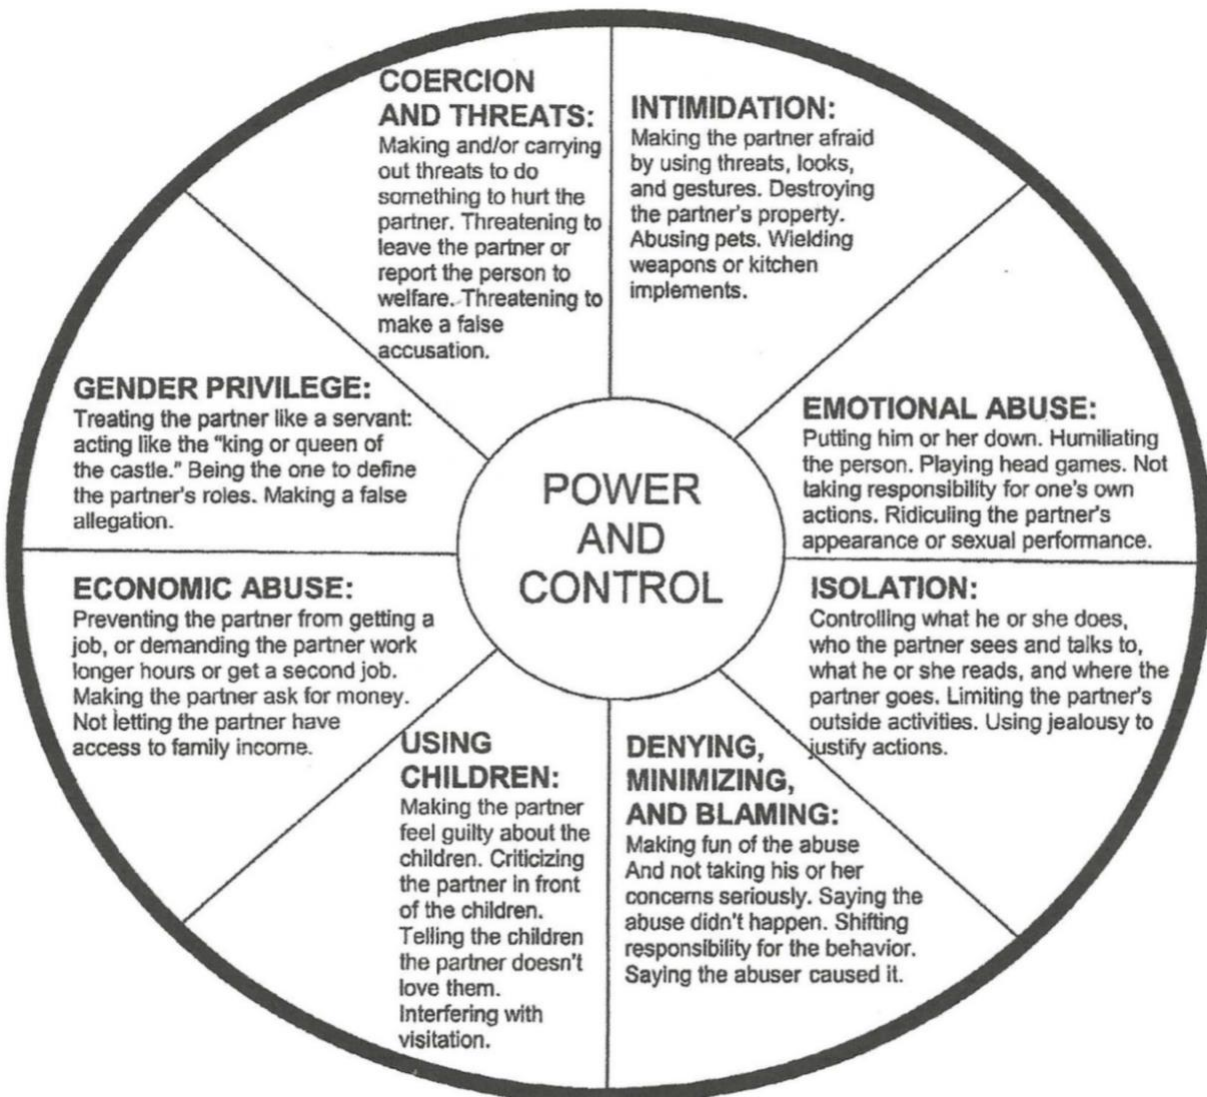 COERCION
AND THREATS:
Making and/or carrying
out threats to do
something to hurt the
partner. Threatening to
leave the partner or
report the person to
welfare. Threatening to
make a false
accusation.
INTIMIDATION:
Making the partner afraid
by using threats, looks,
and gestures. Destroying
the partner's property.
Abusing pets. Wielding
weapons or kitchen
implements.
EMOTIONAL ABUSE:
Putting him or her down. Humiliating
the person. Playing head games. Not
taking responsibility for one's own
actions. Ridiculing the partner's
appearance or sexual performance.
ISOLATION:
Controlling what he or she does,
who the partner sees and talks to,
what he or she reads, and where the
partner goes. Limiting the partner's
outside activities. Using jealousy to
justify actions.
DENYING,
MINIMIZING,
AND BLAMING:
Making fun of the abuse
And not taking his or her
concerns seriously. Saying the
abuse didn't happen. Shifting
responsibility for the behavior.
Saying the abuser caused it.
USING
CHILDREN:
Making the partner
feel guilty about the
children. Criticizing
the partner in front
of the children.
Telling the children
the partner doesn't
love them.
Interfering with
visitation.
ECONOMIC ABUSE:
Preventing the partner from getting a
job, or demanding the partner work
longer hours or get a second job.
Making the partner ask for money.
Not letting the partner have
access to family income.
GENDER PRIVILEGE:
Treating the partner like a servant:
acting like the "king or queen of
the castle." Being the one to define
the partner's roles. Making a false
allegation.
POWER
AND
CONTROL